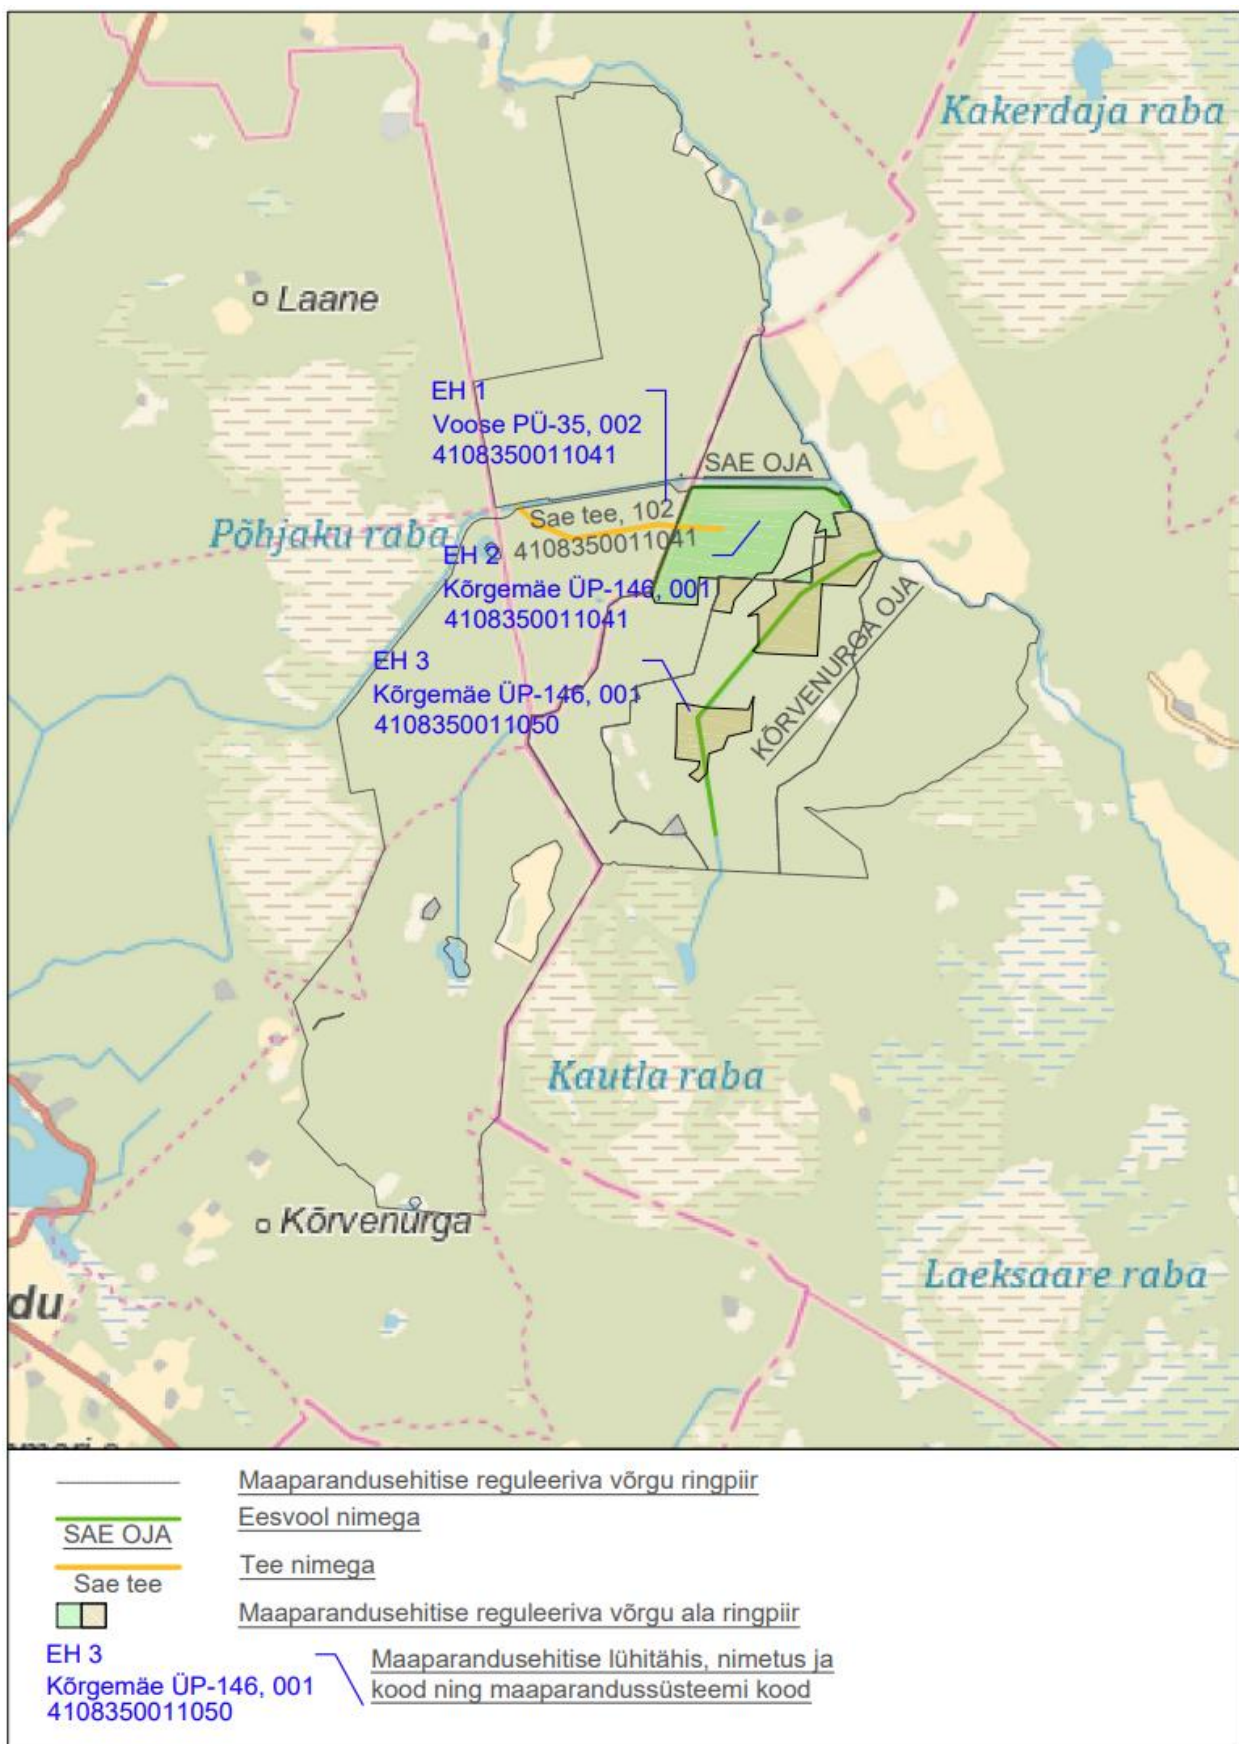 Kakerdaja raba
Laane
EH 1
Voose PÜ-35, 002
4108350011041
SAE OJA
Sae tee, 102
4108350011041
Põhjaku raba
EH 2
Kõrgemäe ÜP-146, 001
4108350011041
EH 3
Kõrgemäe ÜP-146, 001
4108350011050
KÕRVENURGA OJA
Kautla raba
Kõrvenurga
Laeksaare raba
du
Maaparandusehitise reguleeriva võrgu ringpiir
Eesvool nimega
SAE OJA
Tee nimega
Sae tee
Maaparandusehitise reguleeriva võrgu ala ringpiir
EH 3
Kõrgemäe ÜP-146, 001
4108350011050
Maaparandusehitise lühitähis, nimetus ja
kood ning maaparandussüsteemi kood